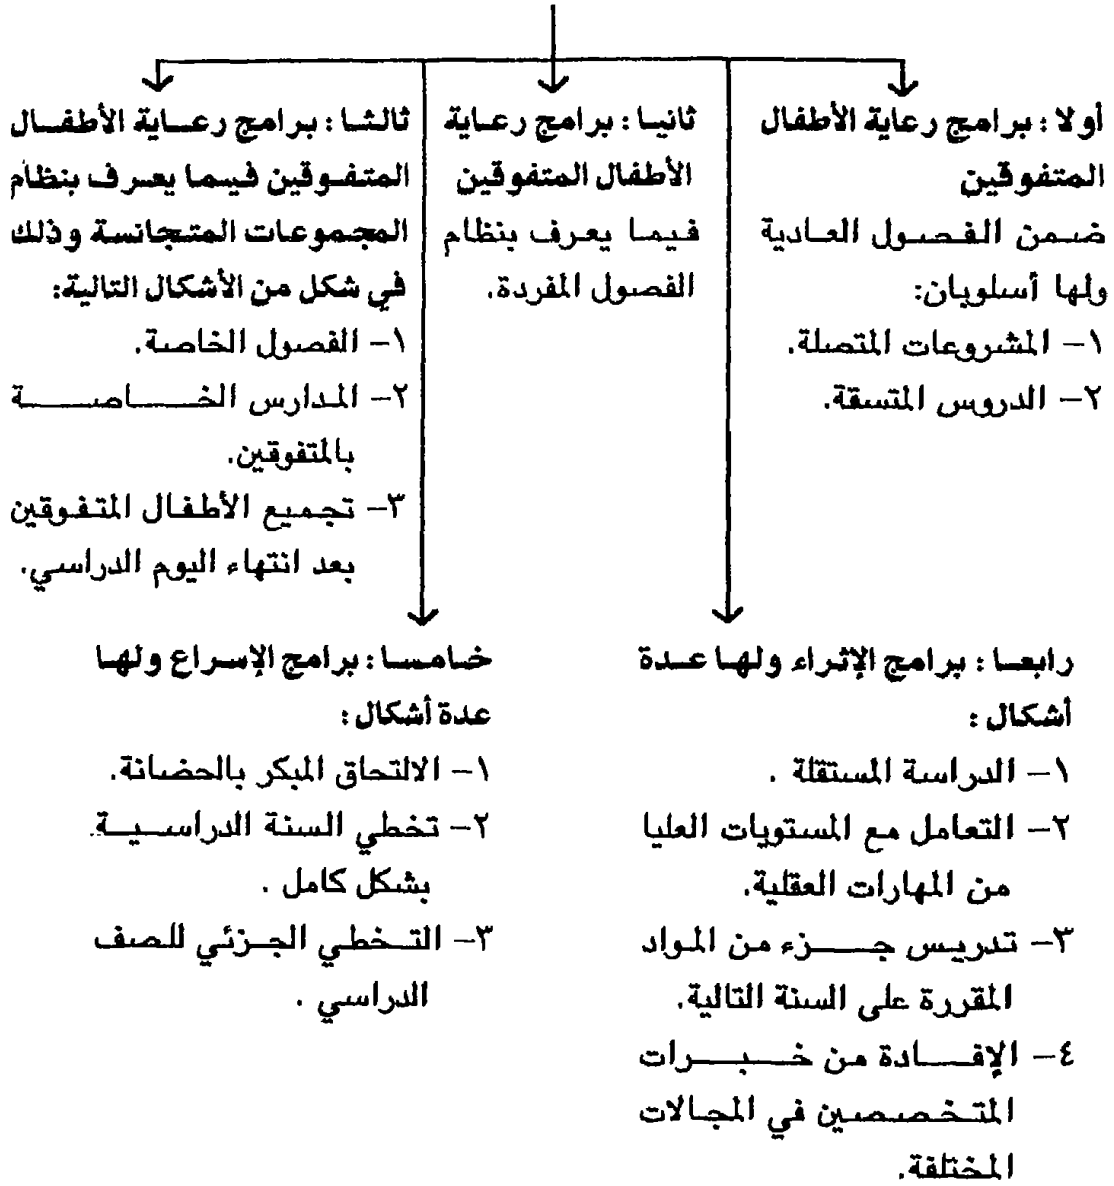 أولا : برامج رعاية الأطفال
المتفوقين
ضمن الفصول العادية
ولها أسلوبان:
١– المشروعات المتصلة.
٢– الدروس المتسقة.
ثانيا : برامج رعاية
الأطفال المتفوقين
فيما يعرف بنظام
الفصول المفردة.
ثالثا : برامج رعاية الأطفال
المتفوقين فيما يعرف بنظام
المجموعات المتجانسة وذلك
في شكل من الأشكال التالية:
١– الفصول الخاصة.
٢– المدارس الخاصة
بالمتفوقين.
٣– تجميع الأطفال المتفوقين
بعد انتهاء اليوم الدراسي.
رابعا : برامج الإثراء ولها عدة
أشكال :
١– الدراسة المستقلة .
٢– التعامل مع المستويات العليا
من المهارات العقلية.
٣– تدريس جزء من المواد
المقررة على السنة التالية.
٤– الإفادة من خبرات
المتخصصين في المجالات
المختلفة.
خامسا : برامج الإسراع ولها
عدة أشكال :
١– الالتحاق المبكر بالحضانة.
٢– تخطي السنة الدراسية
بشكل كامل .
٣– التخطي الجزئي للصف
الدراسي .